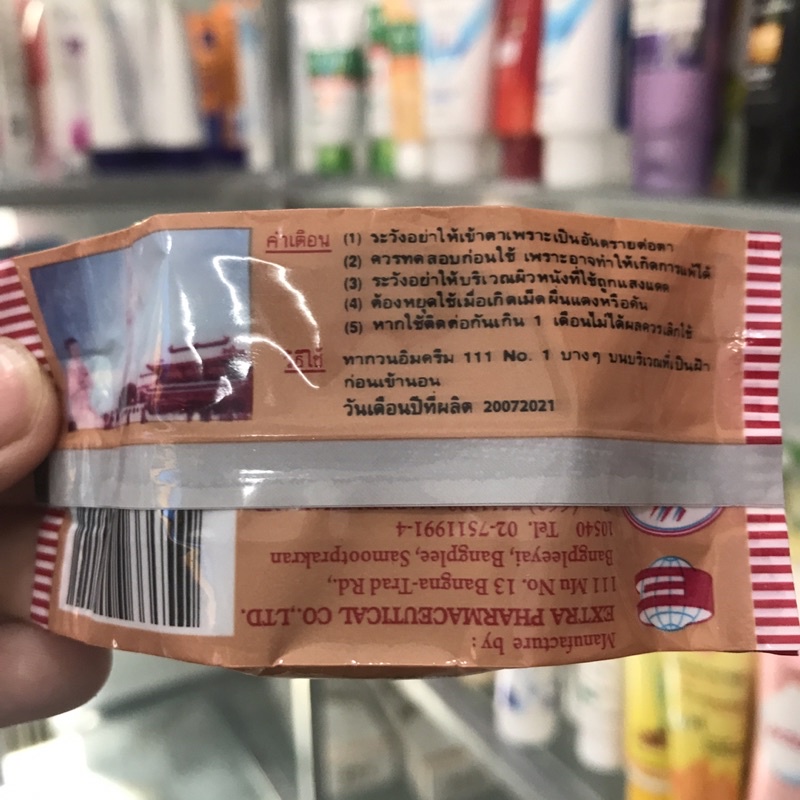 คำเตือน
(1) ระวังอย่าให้เข้าตาเพราะเป็นอันตรายต่อตา
(2) ควรทดสอบก่อนใช้ เพราะอาจทำให้เกิดการแพ้ได้
(3) ระวังอย่าให้บริเวณผิวหนังที่ใช้ถูกแสงแดด
(4) ต้องหยุดใช้เมื่อเกิดเม็ดผื่นแดงหรือคัน
(5) หากใช้ติดต่อกันเกิน 1 เดือนไม่ได้ผลควรเลิกใช้
วิธีใช้
ทากวนอิมครีม 111 No. 1 บางๆ บนบริเวณที่เป็นฝ้า
ก่อนเข้านอน
วันเดือนปีที่ผลิต 20072021
Manufacture by :
EXTRA PHARMACEUTICAL CO.,LTD.
111 Mu No. 13 Bangna-Trad Rd.,
Bangpleeyai, Bangplee, Samootprakran
10540 Tel. 02-7511991-4